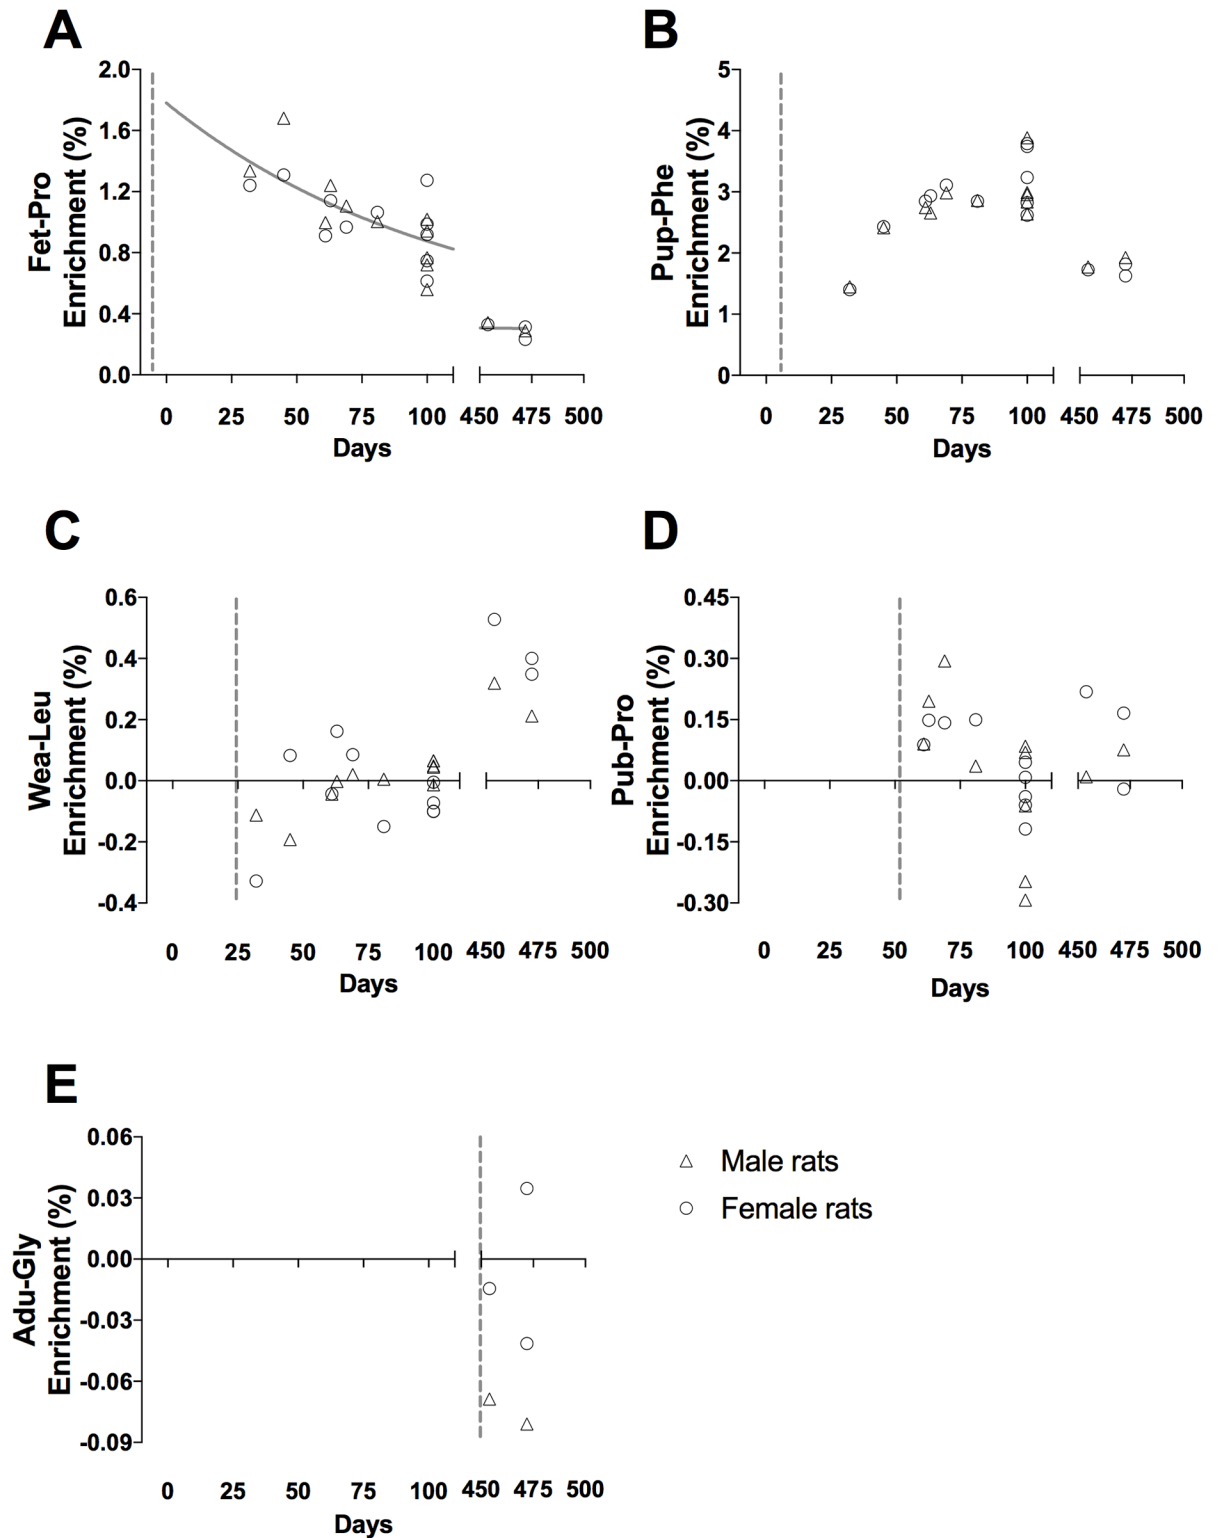 A
Fet-Pro
Enrichment (%)
2.0
1.6
1.2
0.8
0.4
0.0
0 25 50 75 100 450 475 500
Days
B
Pup-Phe
Enrichment (%)
5
4
3
2
1
0
0 25 50 75 100 450 475 500
Days
C
Wea-Leu
Enrichment (%)
0.6
0.4
0.2
0.0
-0.2
-0.4
0 25 50 75 100 450 475 500
Days
D
Pub-Pro
Enrichment (%)
0.45
0.30
0.15
0.00
-0.15
-0.30
0 25 50 75 100 450 475 500
Days
E
Adu-Gly
Enrichment (%)
0.06
0.03
0.00
-0.03
-0.06
-0.09
0 25 50 75 100 450 475 500
Days
Male rats
Female rats